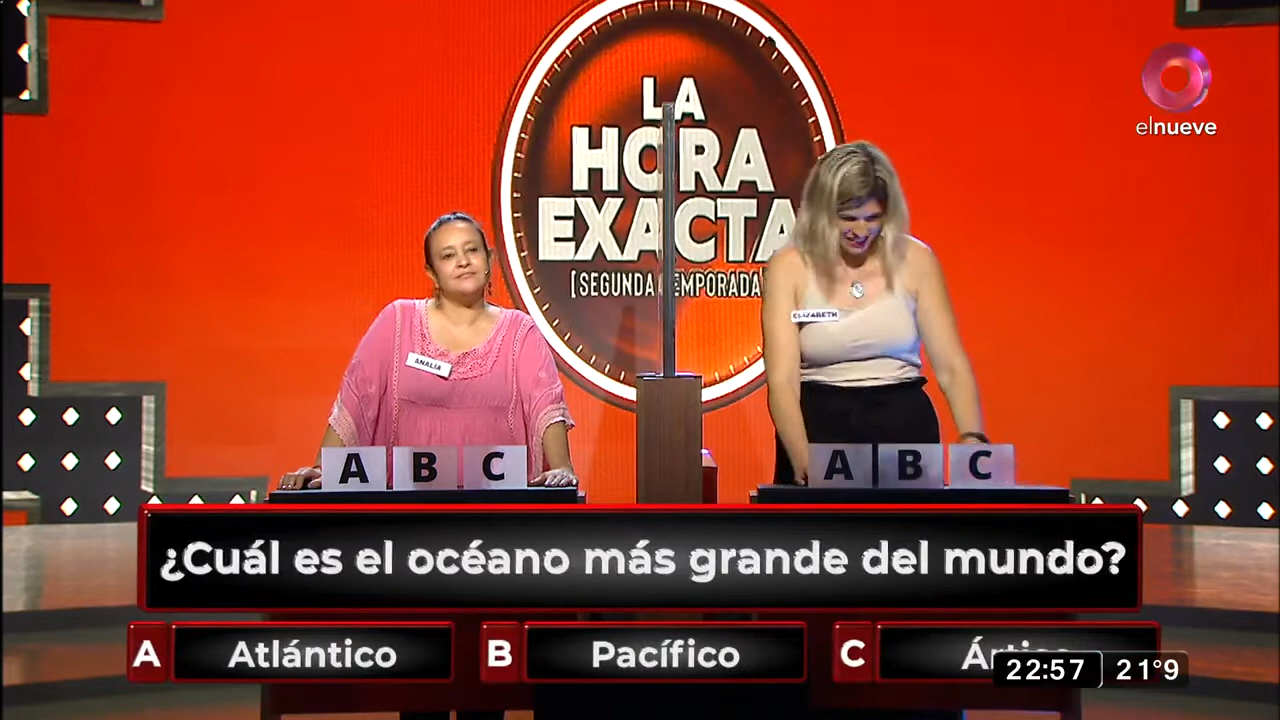 LA
HORA
EXACTA
[SEGUNDA TEMPORADA]
elnueve
ANALIA
ELIZABETH
A B C
A B C
¿Cuál es el océano más grande del mundo?
A Atlántico
B Pacífico
C Ártico
22:57 21°9